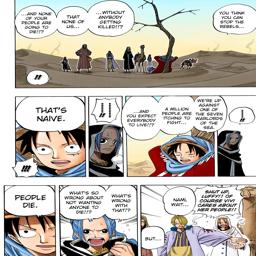 YOU THINK
YOU CAN
STOP THE
REBELS...
...WITHOUT
ANYBODY
GETTING
KILLED!?
THAT
NONE OF
US...
...AND NONE
OF YOUR
PEOPLE ARE
GOING TO
DIE!?
!!
WE'RE UP
AGAINST
ONE OF THE
SEVEN
WARLORDS OF
THE SEA.
A MILLION
PEOPLE ARE
ITCHING TO
FIGHT...
...AND
YOU EXPECT
EVERYBODY
TO LIVE!?
THAT'S
NAIVE.
SHUT UP,
LUFFY!! OF
COURSE VIVI
CARES ABOUT
HER PEOPLE!!
NAMI,
WAIT.
BUT...
WHAT'S
WRONG WITH
THAT!?
WHAT'S SO
WRONG ABOUT
NOT WANTING
ANYONE TO
DIE!?
PEOPLE
DIE.